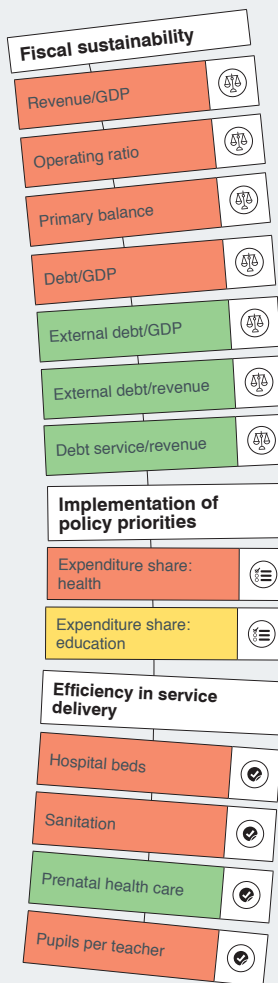 Fiscal sustainability
Revenue/GDP
Operating ratio
Primary balance
Debt/GDP
External debt/GDP
External debt/revenue
Debt service/revenue
Implementation of
policy priorities
Expenditure share:
health
Expenditure share:
education
Efficiency in service
delivery
Hospital beds
Sanitation
Prenatal health care
Pupils per teacher